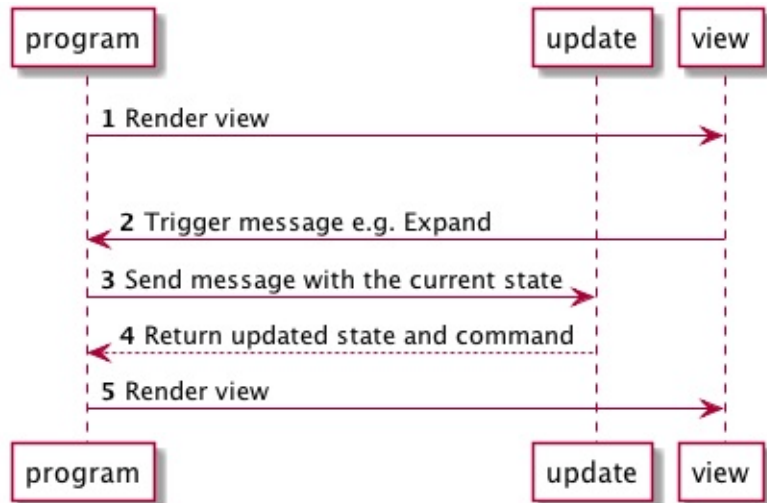 program
update
view
1 Render view
2 Trigger message e.g. Expand
3 Send message with the current state
4 Return updated state and command
5 Render view
program
update
view